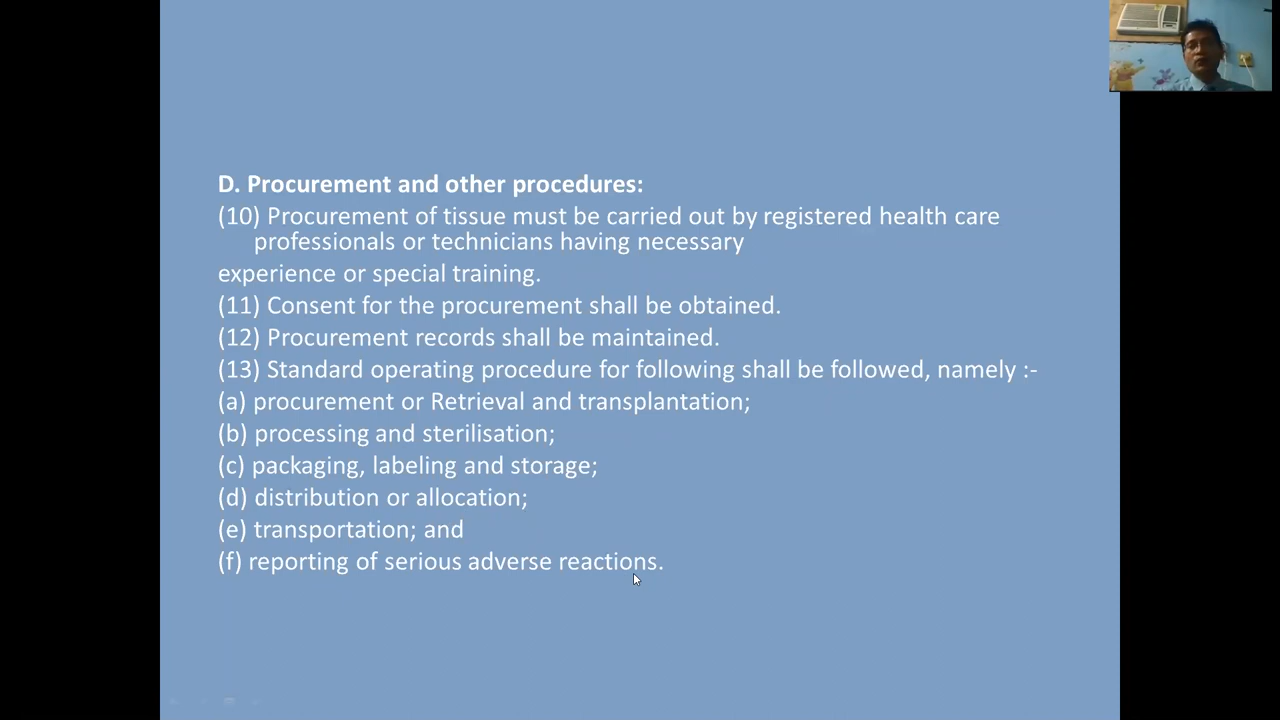 D. Procurement and other procedures:
(10) Procurement of tissue must be carried out by registered health care
professionals or technicians having necessary
experience or special training.
(11) Consent for the procurement shall be obtained.
(12) Procurement records shall be maintained.
(13) Standard operating procedure for following shall be followed, namely :-
(a) procurement or Retrieval and transplantation;
(b) processing and sterilisation;
(c) packaging, labeling and storage;
(d) distribution or allocation;
(e) transportation; and
(f) reporting of serious adverse reactions.